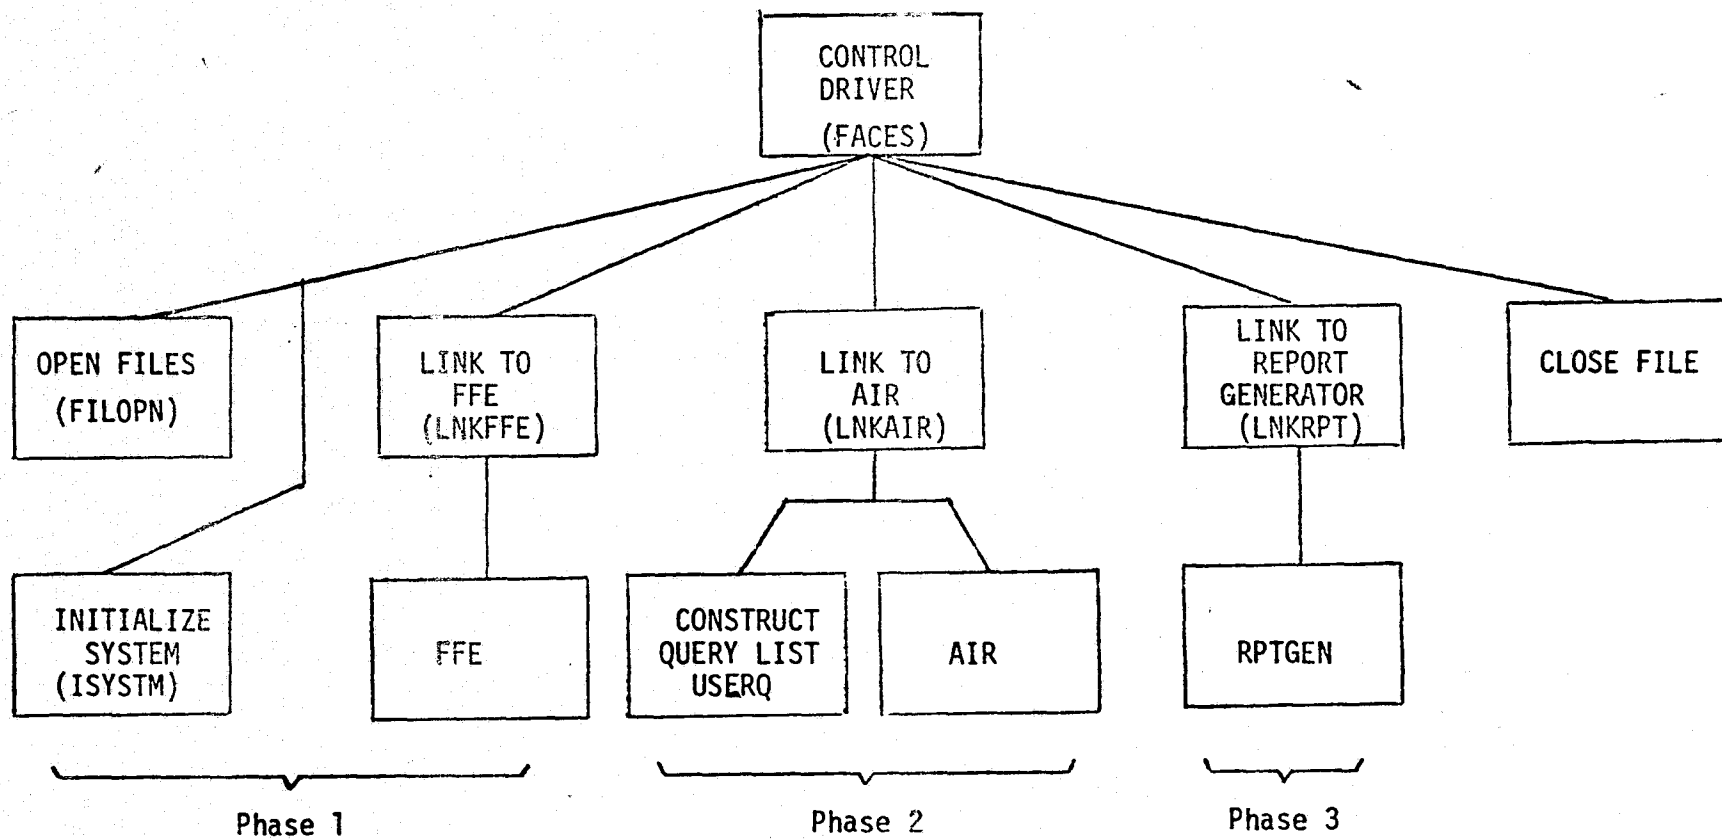 CONTROL
DRIVER
(FACES)
OPEN FILES
(FILOPN)
LINK TO
FFE
(LNKFFE)
LINK TO
AIR
(LNKAIR)
LINK TO
REPORT
GENERATOR
(LNKRPT)
CLOSE FILE
INITIALIZE
SYSTEM
(ISYSTM)
FFE
CONSTRUCT
QUERY LIST
USERQ
AIR
RPTGEN
Phase 1
Phase 2
Phase 3